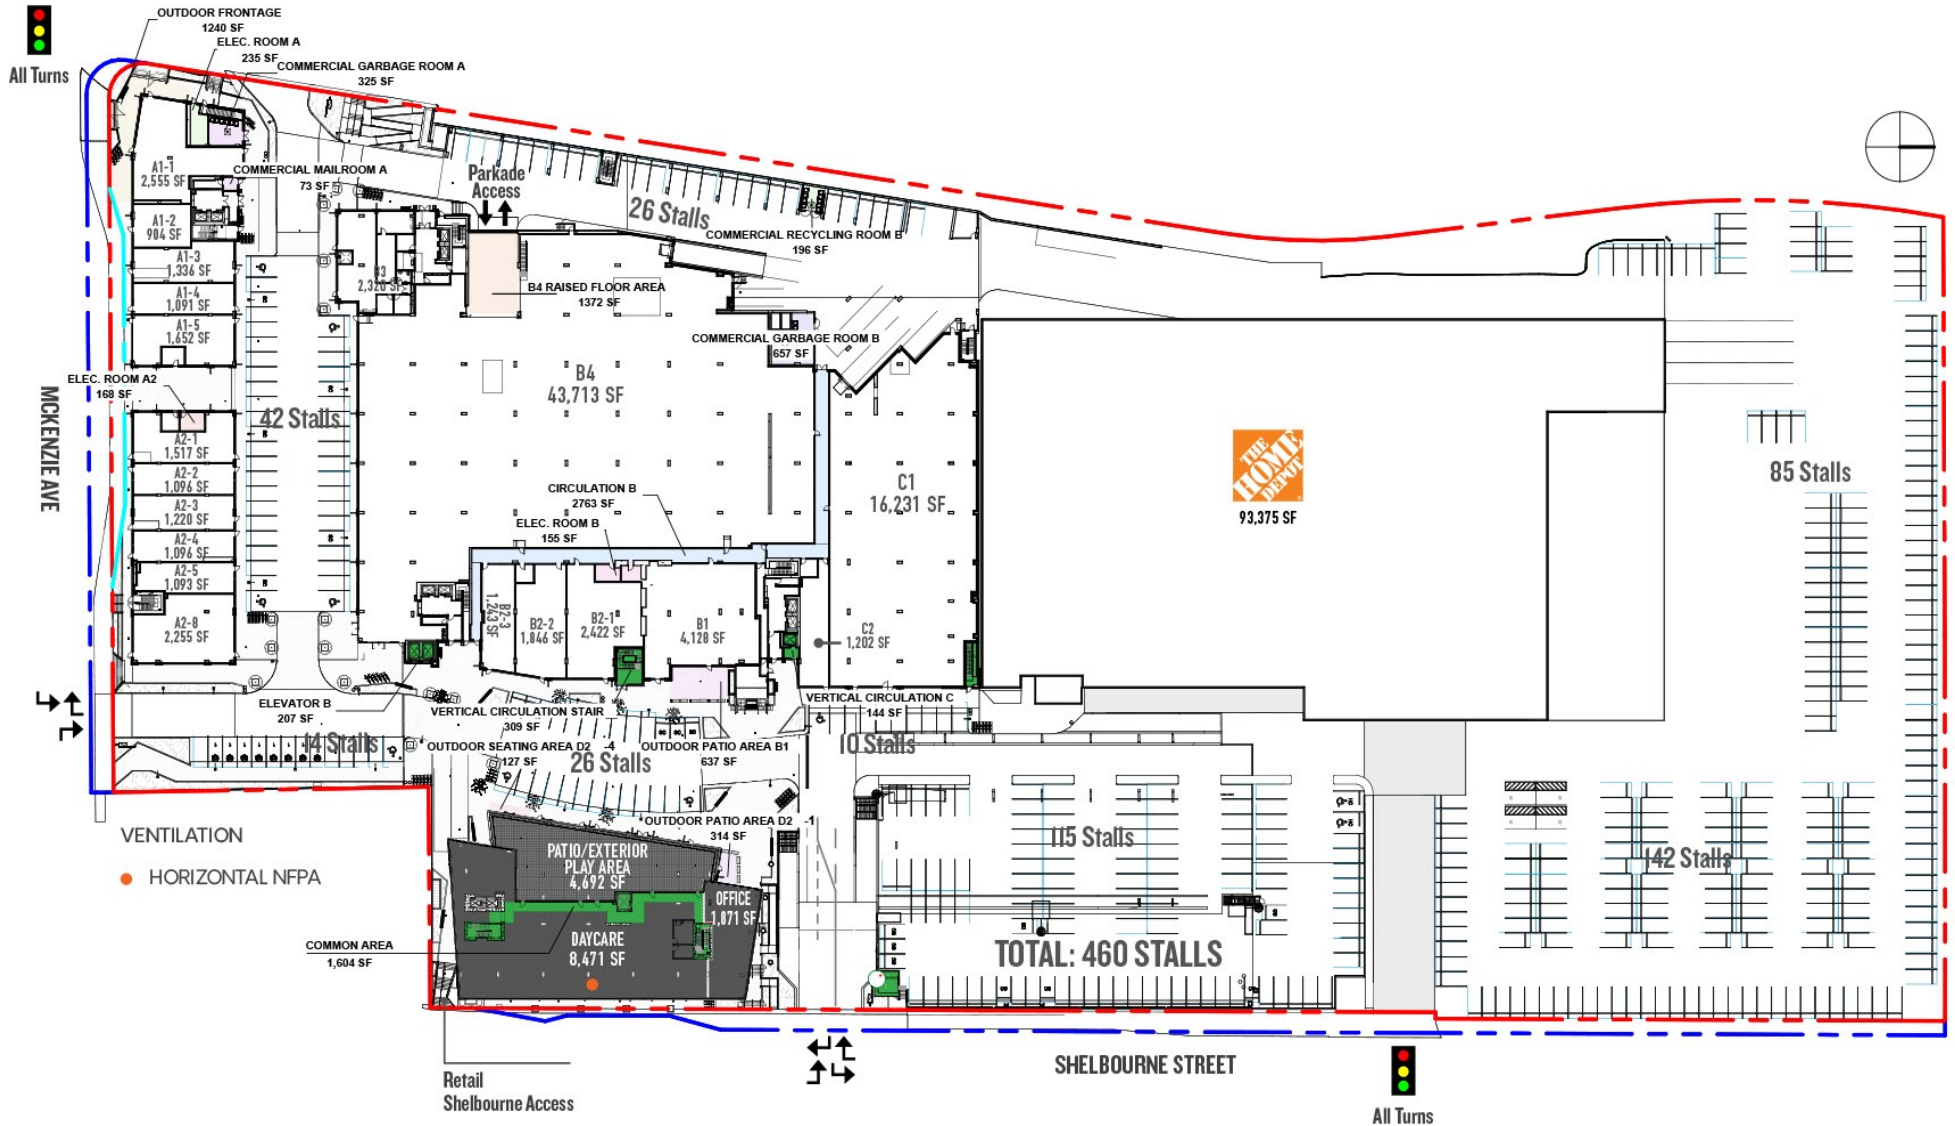 OUTDOOR FRONTAGE
1240 SF
ELEC. ROOM A
235 SF
COMMERCIAL GARBAGE ROOM A
325 SF
All Turns
A1-1
2,555 SF
COMMERCIAL MAILROOM A
73 SF
Parkade
Access
26 Stalls
A1-2
904 SF
COMMERCIAL RECYCLING ROOM B
196 SF
A1-3
1,336 SF
B3
2,320 SF
B4 RAISED FLOOR AREA
1372 SF
A1-4
1,091 SF
A1-5
1,652 SF
COMMERCIAL GARBAGE ROOM B
657 SF
ELEC. ROOM A2
168 SF
B4
43,713 SF
MCKENZIE AVE
42 Stalls
A2-1
1,517 SF
A2-2
1,096 SF
A2-3
1,220 SF
A2-4
1,096 SF
A2-5
1,093 SF
A2-8
2,255 SF
CIRCULATION B
2763 SF
ELEC. ROOM B
155 SF
C1
16,231 SF
THE
HOME
DEPOT
93,375 SF
85 Stalls
B2-3
1,243 SF
B2-2
1,846 SF
B2-1
2,422 SF
B1
4,128 SF
C2
1,202 SF
ELEVATOR B
207 SF
VERTICAL CIRCULATION STAIR
309 SF
VERTICAL CIRCULATION C
144 SF
14 Stalls
OUTDOOR SEATING AREA D2 -4
127 SF
26 Stalls
OUTDOOR PATIO AREA B1
637 SF
10 Stalls
OUTDOOR PATIO AREA D2 -1
314 SF
115 Stalls
142 Stalls
VENTILATION
HORIZONTAL NFPA
PATIO/EXTERIOR
PLAY AREA
4,692 SF
OFFICE
1,871 SF
COMMON AREA
1,604 SF
DAYCARE
8,471 SF
TOTAL: 460 STALLS
Retail
Shelbourne Access
SHELBOURNE STREET
All Turns